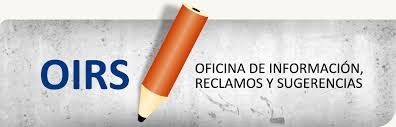 OIRS
OFICINA DE INFORMACIÓN,
RECLAMOS Y SUGERENCIAS